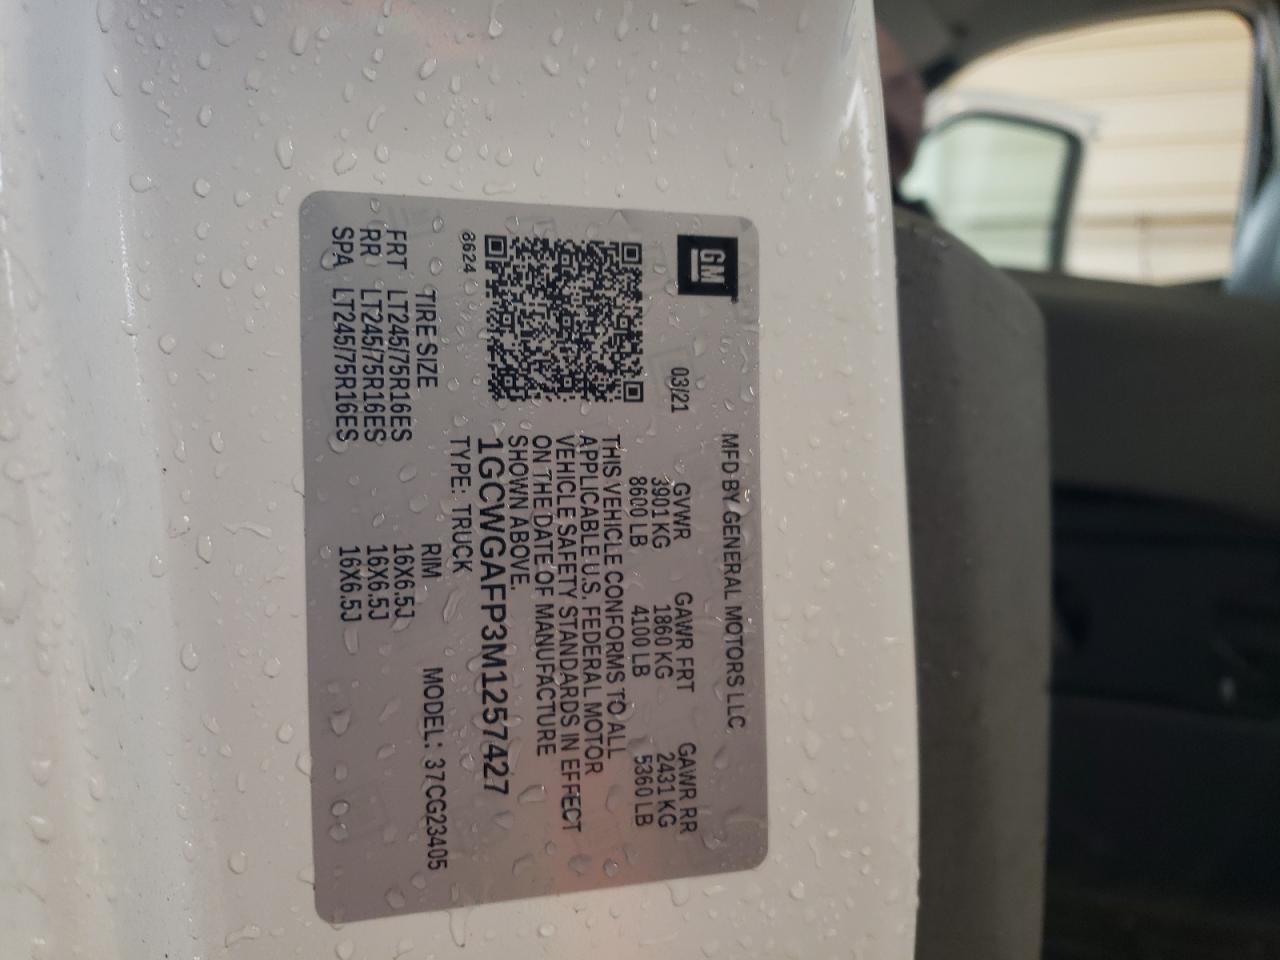 GM
MFD BY GENERAL MOTORS LLC
03/21 GVWR GAWR FRT GAWR RR
3901 KG 1860 KG 2431 KG
8600 LB 4100 LB 5360 LB
THIS VEHICLE CONFORMS TO ALL
APPLICABLE U.S. FEDERAL MOTOR
VEHICLE SAFETY STANDARDS IN EFFECT
ON THE DATE OF MANUFACTURE
SHOWN ABOVE.
1GCWGAFP3M1257427
8624 TYPE: TRUCK
TIRE SIZE RIM MODEL: 37CG23405
FRT LT245/75R16ES 16X6.5J
RR LT245/75R16ES 16X6.5J
SPA LT245/75R16ES 16X6.5J